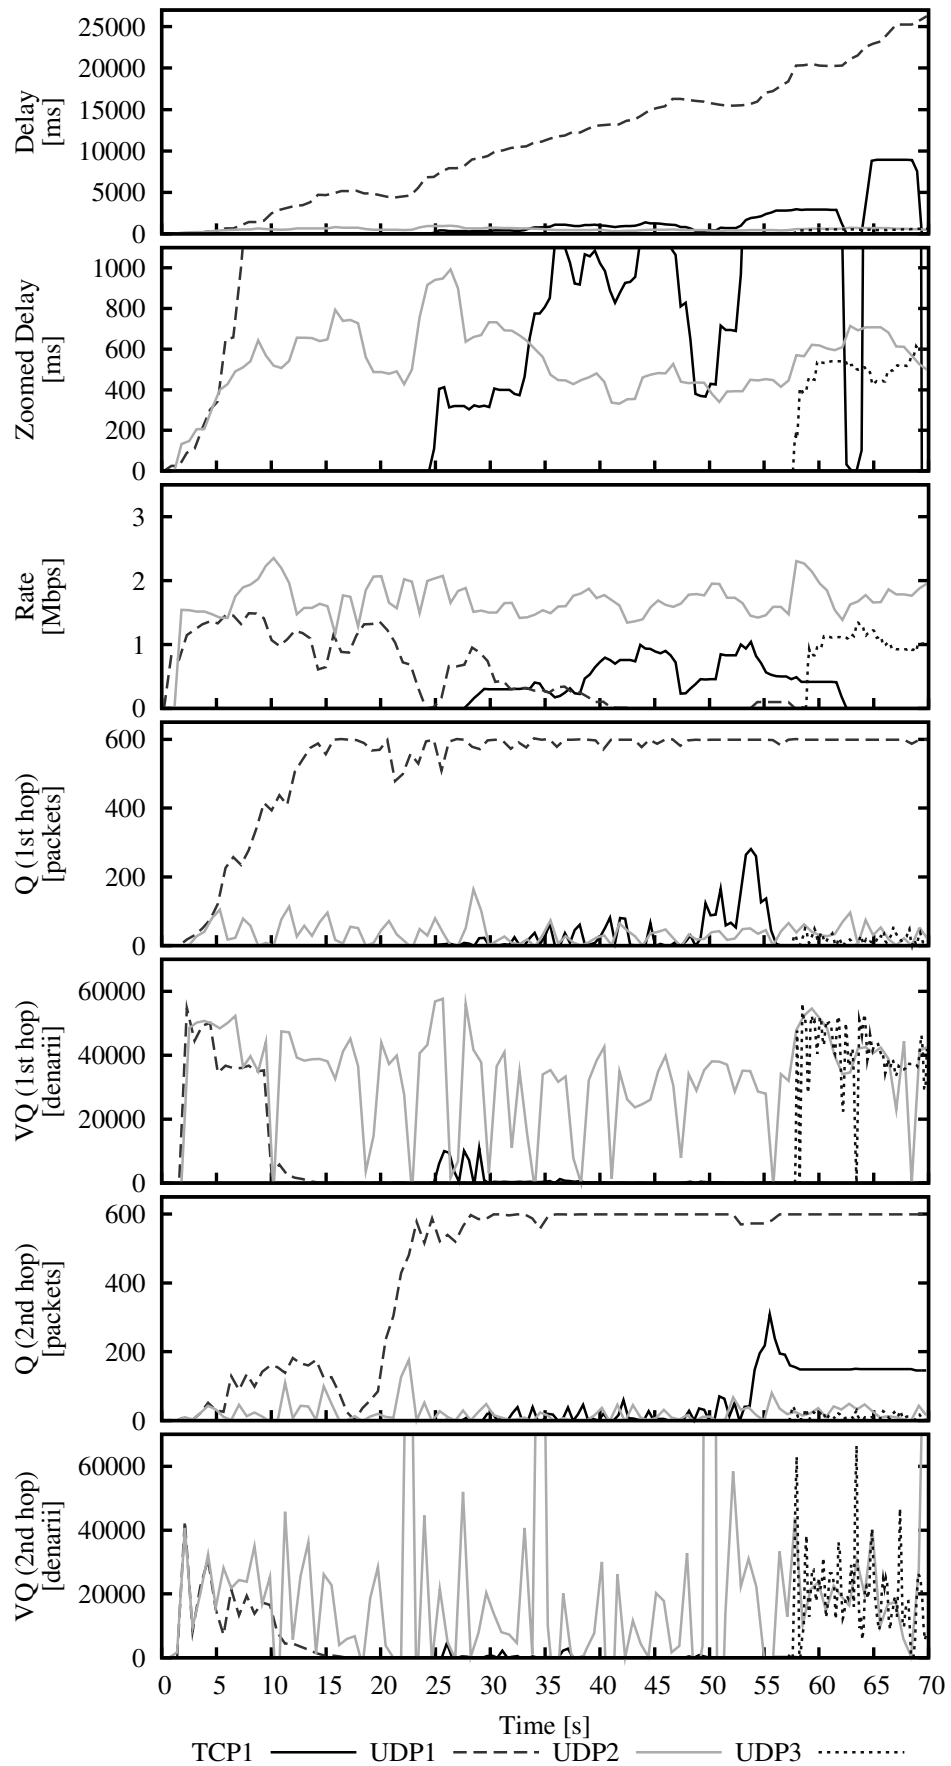 25000
20000
15000
10000
5000
0
Delay
[ms]
1000
800
600
400
200
0
Zoomed Delay
[ms]
3
2
1
0
Rate
[Mbps]
600
400
200
0
Q (1st hop)
[packets]
60000
40000
20000
0
VQ (1st hop)
[denarii]
600
400
200
0
Q (2nd hop)
[packets]
60000
40000
20000
0
VQ (2nd hop)
[denarii]
0 5 10 15 20 25 30 35 40 45 50 55 60 65 70
Time [s]
TCP1 UDP1 UDP2 UDP3